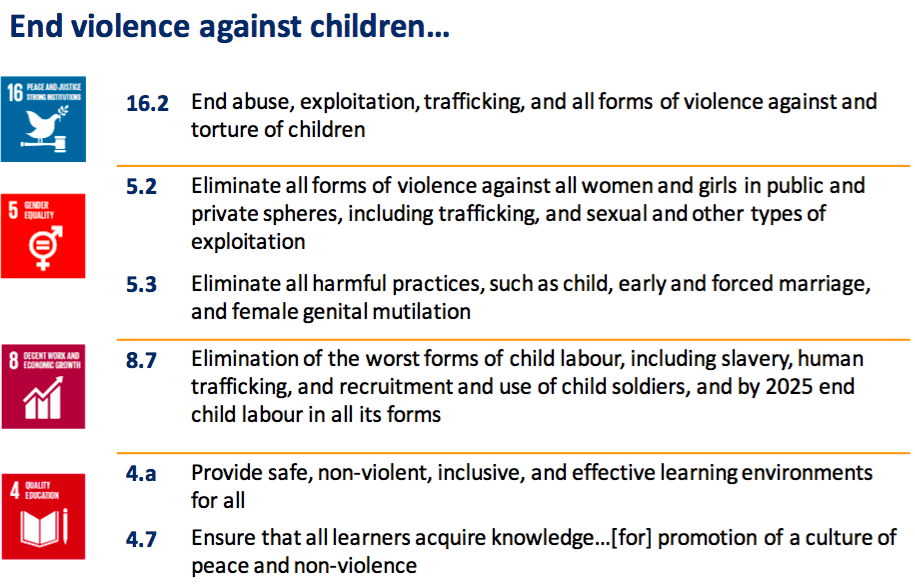 End violence against children…
16 PEACE AND JUSTICE
STRONG INSTITUTIONS
16.2 End abuse, exploitation, trafficking, and all forms of violence against and
torture of children
5 GENDER
EQUALITY
5.2 Eliminate all forms of violence against all women and girls in public and
private spheres, including trafficking, and sexual and other types of
exploitation
5.3 Eliminate all harmful practices, such as child, early and forced marriage,
and female genital mutilation
8 DECENT WORK AND
ECONOMIC GROWTH
8.7 Elimination of the worst forms of child labour, including slavery, human
trafficking, and recruitment and use of child soldiers, and by 2025 end
child labour in all its forms
4 QUALITY
EDUCATION
4.a Provide safe, non-violent, inclusive, and effective learning environments
for all
4.7 Ensure that all learners acquire knowledge…[for] promotion of a culture of
peace and non-violence